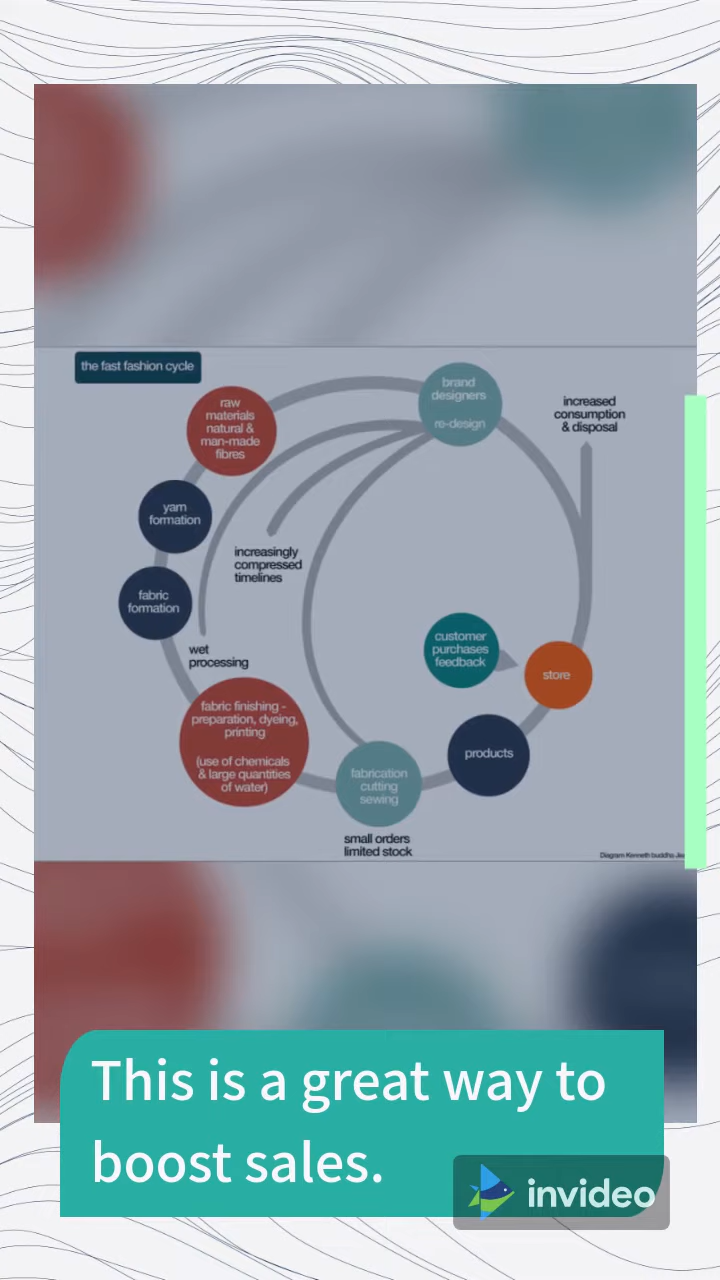 the fast fashion cycle
brand
designers
re-design
raw
materials
natural &
man-made
fibres
increased
consumption
& disposal
yarn
formation
increasingly
compressed
timelines
fabric
formation
wet
processing
customer
purchases
feedback
store
fabric finishing -
preparation, dyeing,
printing
(use of chemicals
& large quantities
of water)
products
fabrication
cutting
sewing
small orders
limited stock
Diagram Kenneth buddha
This is a great way to
boost sales.
invideo